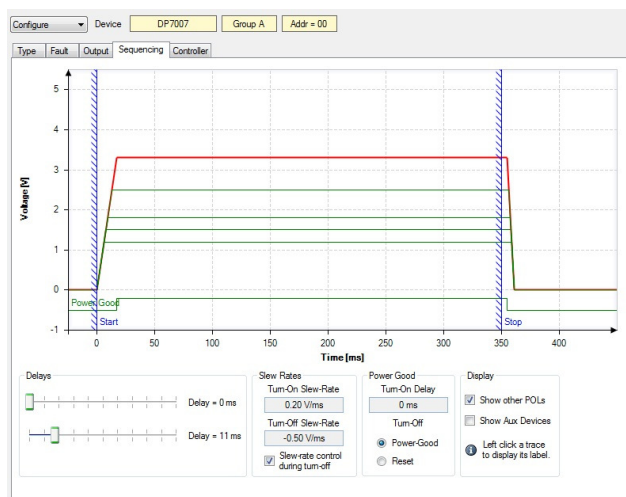 Configure Device DP7007 Group A Addr = 00
Type Fault Output Sequencing Controller
5
4
3
2
1
0
-1
Voltage [V]
Power Good
Start
Stop
0 50 100 150 200 250 300 350 400
Time [ms]
Delays
Delay = 0 ms
Delay = 11 ms
Slew Rates
Turn-On Slew-Rate
0.20 V/ms
Turn-Off Slew-Rate
-0.50 V/ms
Slew-rate control
during turn-off
Power Good
Turn-On Delay
0 ms
Turn-Off
Power-Good
Reset
Display
Show other POLs
Show Aux Devices
Left click a trace
to display its label.